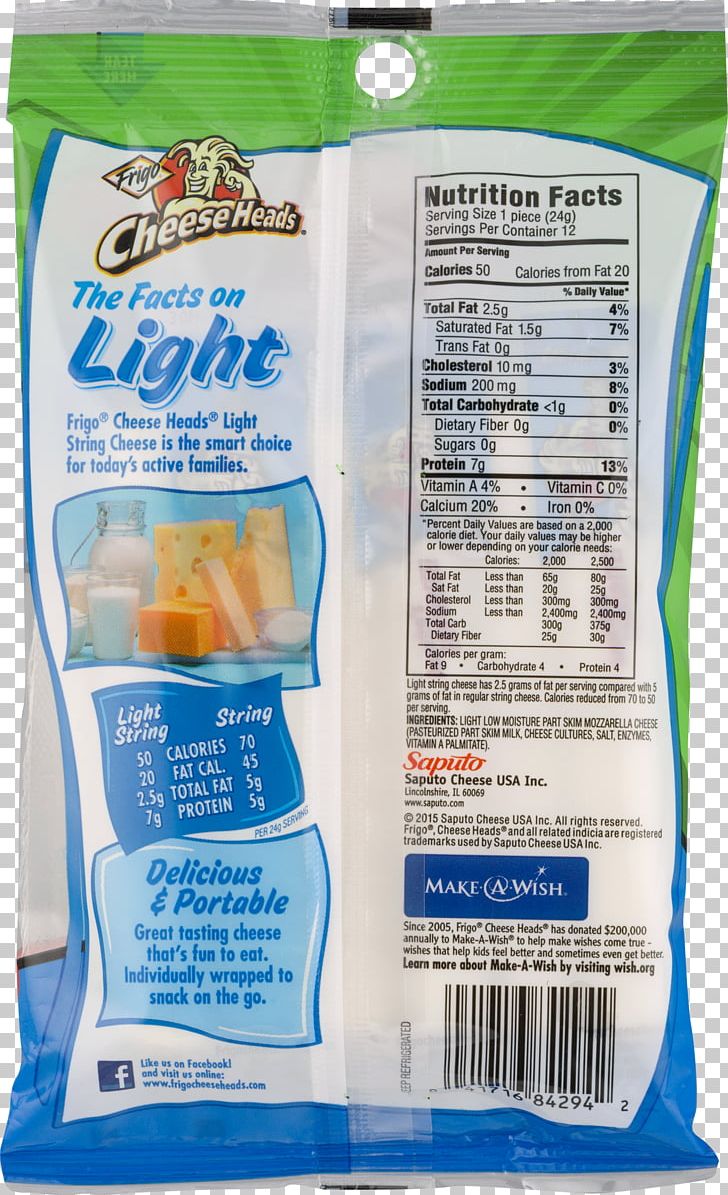 Frigo
CheeseHeads
The Facts on
Light
Frigo® Cheese Heads® Light
String Cheese is the smart choice
for today's active families.
Light String String
50 CALORIES 70
20 FAT CAL. 45
2.5g TOTAL FAT 5g
7g PROTEIN 5g
PER 24g SERVING
Delicious
& Portable
Great tasting cheese
that's fun to eat.
Individually wrapped to
snack on the go.
Like us on Facebook!
and visit us online:
www.frigocheeseheads.com
Nutrition Facts
Serving Size 1 piece (24g)
Servings Per Container 12
Amount Per Serving
Calories 50 Calories from Fat 20
% Daily Value*
Total Fat 2.5g 4%
Saturated Fat 1.5g 7%
Trans Fat 0g
Cholesterol 10 mg 3%
Sodium 200 mg 8%
Total Carbohydrate <1g 0%
Dietary Fiber 0g 0%
Sugars 0g
Protein 7g 13%
Vitamin A 4% • Vitamin C 0%
Calcium 20% • Iron 0%
*Percent Daily Values are based on a 2,000
calorie diet. Your daily values may be higher
or lower depending on your calorie needs:
Calories: 2,000 2,500
Total Fat Less than 65g 80g
Sat Fat Less than 20g 25g
Cholesterol Less than 300mg 300mg
Sodium Less than 2,400mg 2,400mg
Total Carb 300g 375g
Dietary Fiber 25g 30g
Calories per gram:
Fat 9 • Carbohydrate 4 • Protein 4
Light string cheese has 2.5 grams of fat per serving compared with 5
grams of fat in regular string cheese. Calories reduced from 70 to 50
per serving.
INGREDIENTS: LIGHT LOW MOISTURE PART SKIM MOZZARELLA CHEESE
(PASTEURIZED PART SKIM MILK, CHEESE CULTURES, SALT, ENZYMES,
VITAMIN A PALMITATE).
Saputo
Saputo Cheese USA Inc.
Lincolnshire, IL 60069
www.saputo.com
© 2015 Saputo Cheese USA Inc. All rights reserved.
Frigo®, Cheese Heads® and all related indicia are registered
trademarks used by Saputo Cheese USA Inc.
MAKE-A-WISH®
Since 2005, Frigo® Cheese Heads® has donated $200,000
annually to Make-A-Wish® to help make wishes come true -
wishes that help kids feel better and sometimes even get better.
Learn more about Make-A-Wish by visiting wish.org
REFRIGERATED
84294 2